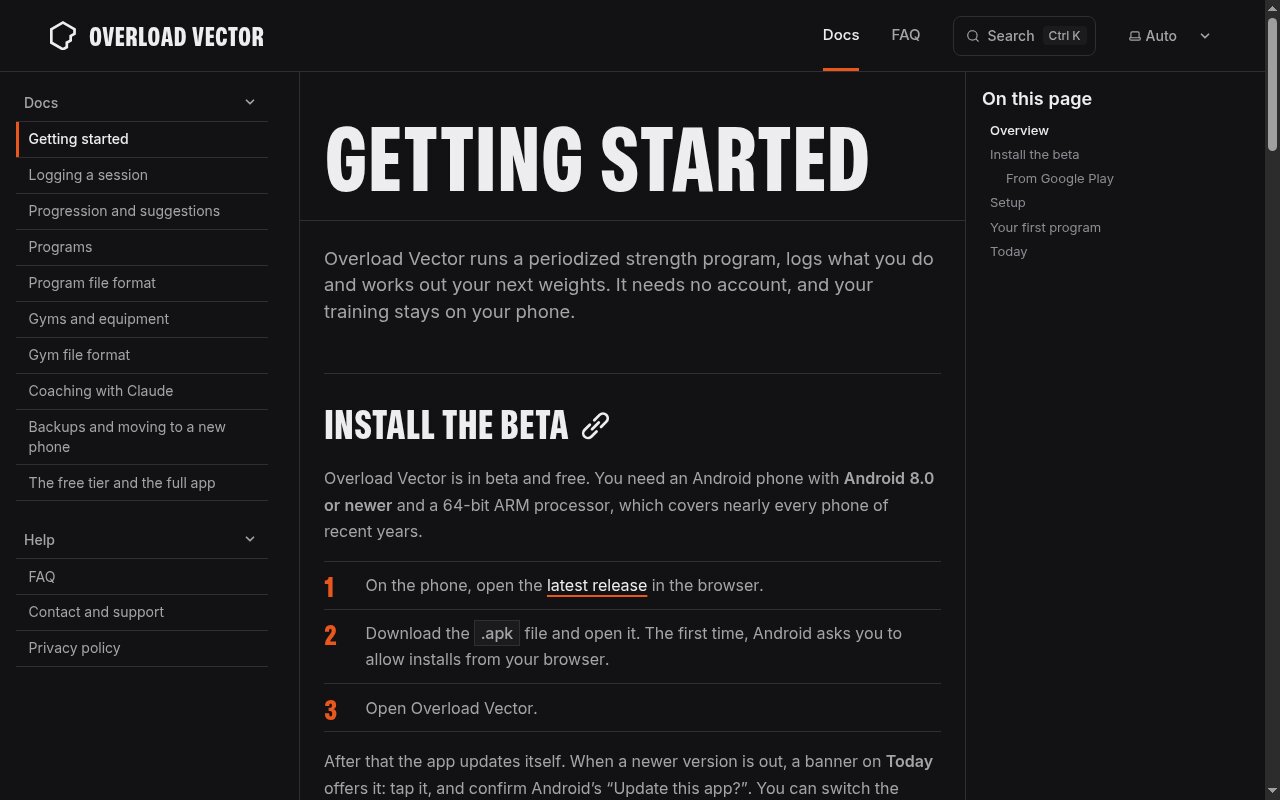 OVERLOAD VECTOR
Docs
FAQ
Search
Ctrl K
Auto
Docs
Getting started
Logging a session
Progression and suggestions
Programs
Program file format
Gyms and equipment
Gym file format
Coaching with Claude
Backups and moving to a new
phone
The free tier and the full app
Help
FAQ
Contact and support
Privacy policy
GETTING STARTED
Overload Vector runs a periodized strength program, logs what you do
and works out your next weights. It needs no account, and your
training stays on your phone.
INSTALL THE BETA
Overload Vector is in beta and free. You need an Android phone with Android 8.0
or newer and a 64-bit ARM processor, which covers nearly every phone of
recent years.
1 On the phone, open the latest release in the browser.
2 Download the .apk file and open it. The first time, Android asks you to
allow installs from your browser.
3 Open Overload Vector.
After that the app updates itself. When a newer version is out, a banner on Today
offers it: tap it, and confirm Android’s “Update this app?”. You can switch the
On this page
Overview
Install the beta
From Google Play
Setup
Your first program
Today